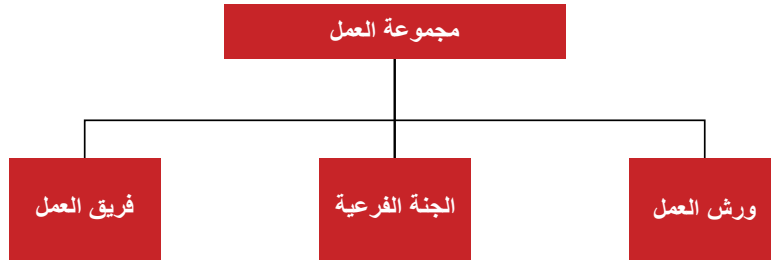 مجموعة العمل
ورش العمل
الجنة الفرعية
فريق العمل